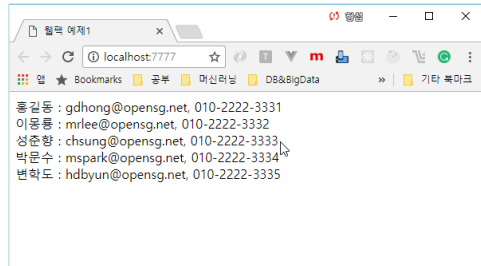 형섭
웹팩 예제1
localhost:7777
앱 Bookmarks 공부 머신러닝 DB&BigData » 기타 북마크
홍길동 : gdhong@opensg.net, 010-2222-3331
이몽룡 : mrlee@opensg.net, 010-2222-3332
성춘향 : chsung@opensg.net, 010-2222-3333
박문수 : mspark@opensg.net, 010-2222-3334
변학도 : hdbyun@opensg.net, 010-2222-3335